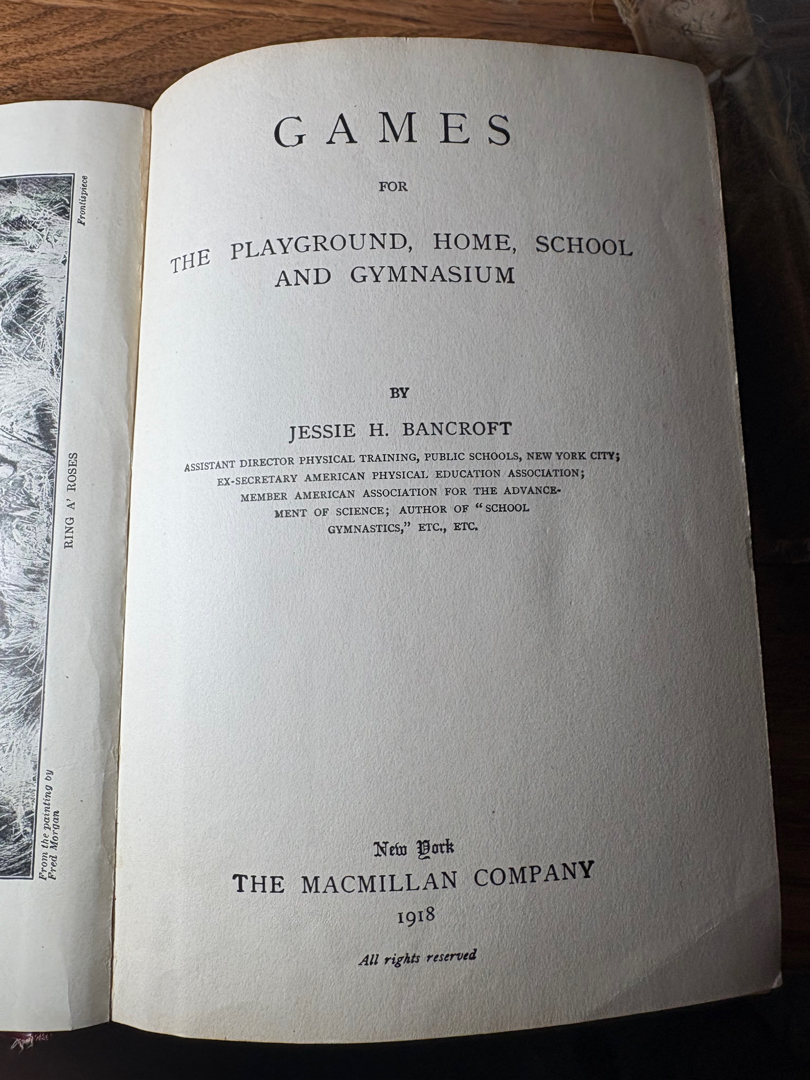 Frontispiece
RING A' ROSES
From the painting by
Fred Morgan
GAMES
FOR
THE PLAYGROUND, HOME, SCHOOL
AND GYMNASIUM
BY
JESSIE H. BANCROFT
ASSISTANT DIRECTOR PHYSICAL TRAINING, PUBLIC SCHOOLS, NEW YORK CITY;
EX-SECRETARY AMERICAN PHYSICAL EDUCATION ASSOCIATION;
MEMBER AMERICAN ASSOCIATION FOR THE ADVANCE-
MENT OF SCIENCE; AUTHOR OF "SCHOOL
GYMNASTICS," ETC., ETC.
New York
THE MACMILLAN COMPANY
1918
All rights reserved